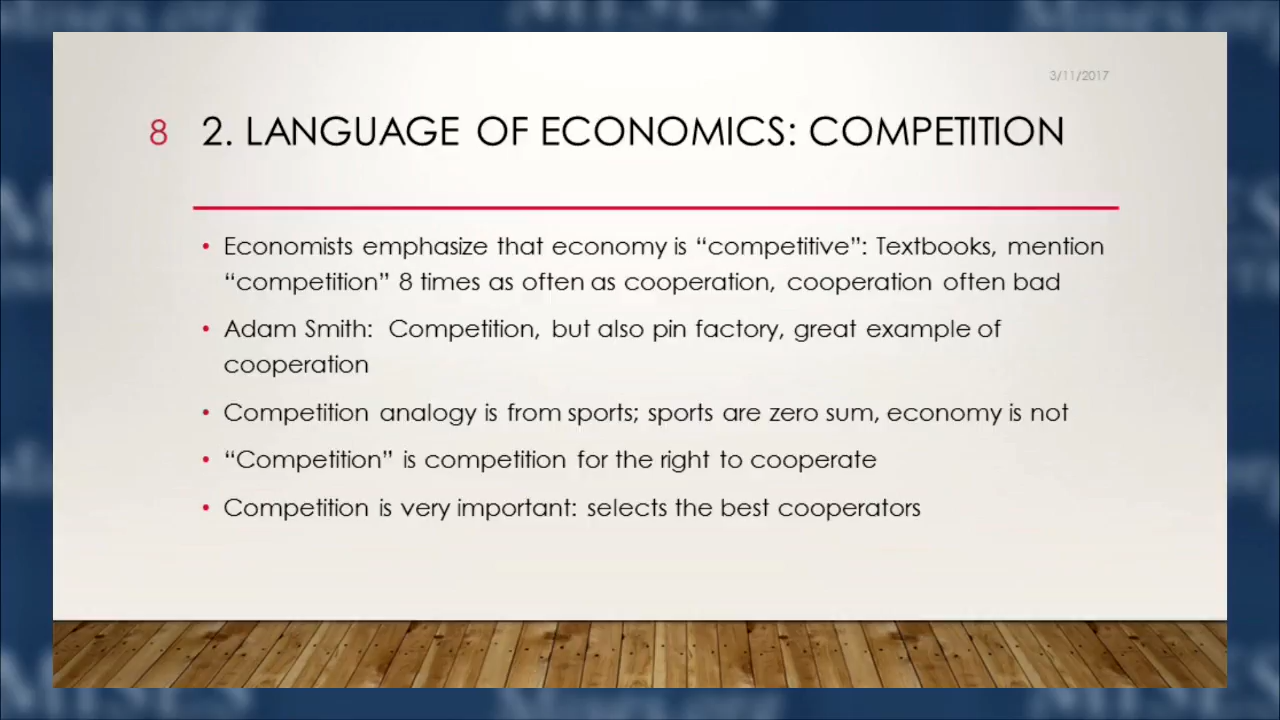 3/11/2017
8 2. LANGUAGE OF ECONOMICS: COMPETITION
• Economists emphasize that economy is “competitive”: Textbooks, mention
“competition” 8 times as often as cooperation, cooperation often bad
• Adam Smith: Competition, but also pin factory, great example of
cooperation
• Competition analogy is from sports; sports are zero sum, economy is not
• “Competition” is competition for the right to cooperate
• Competition is very important: selects the best cooperators